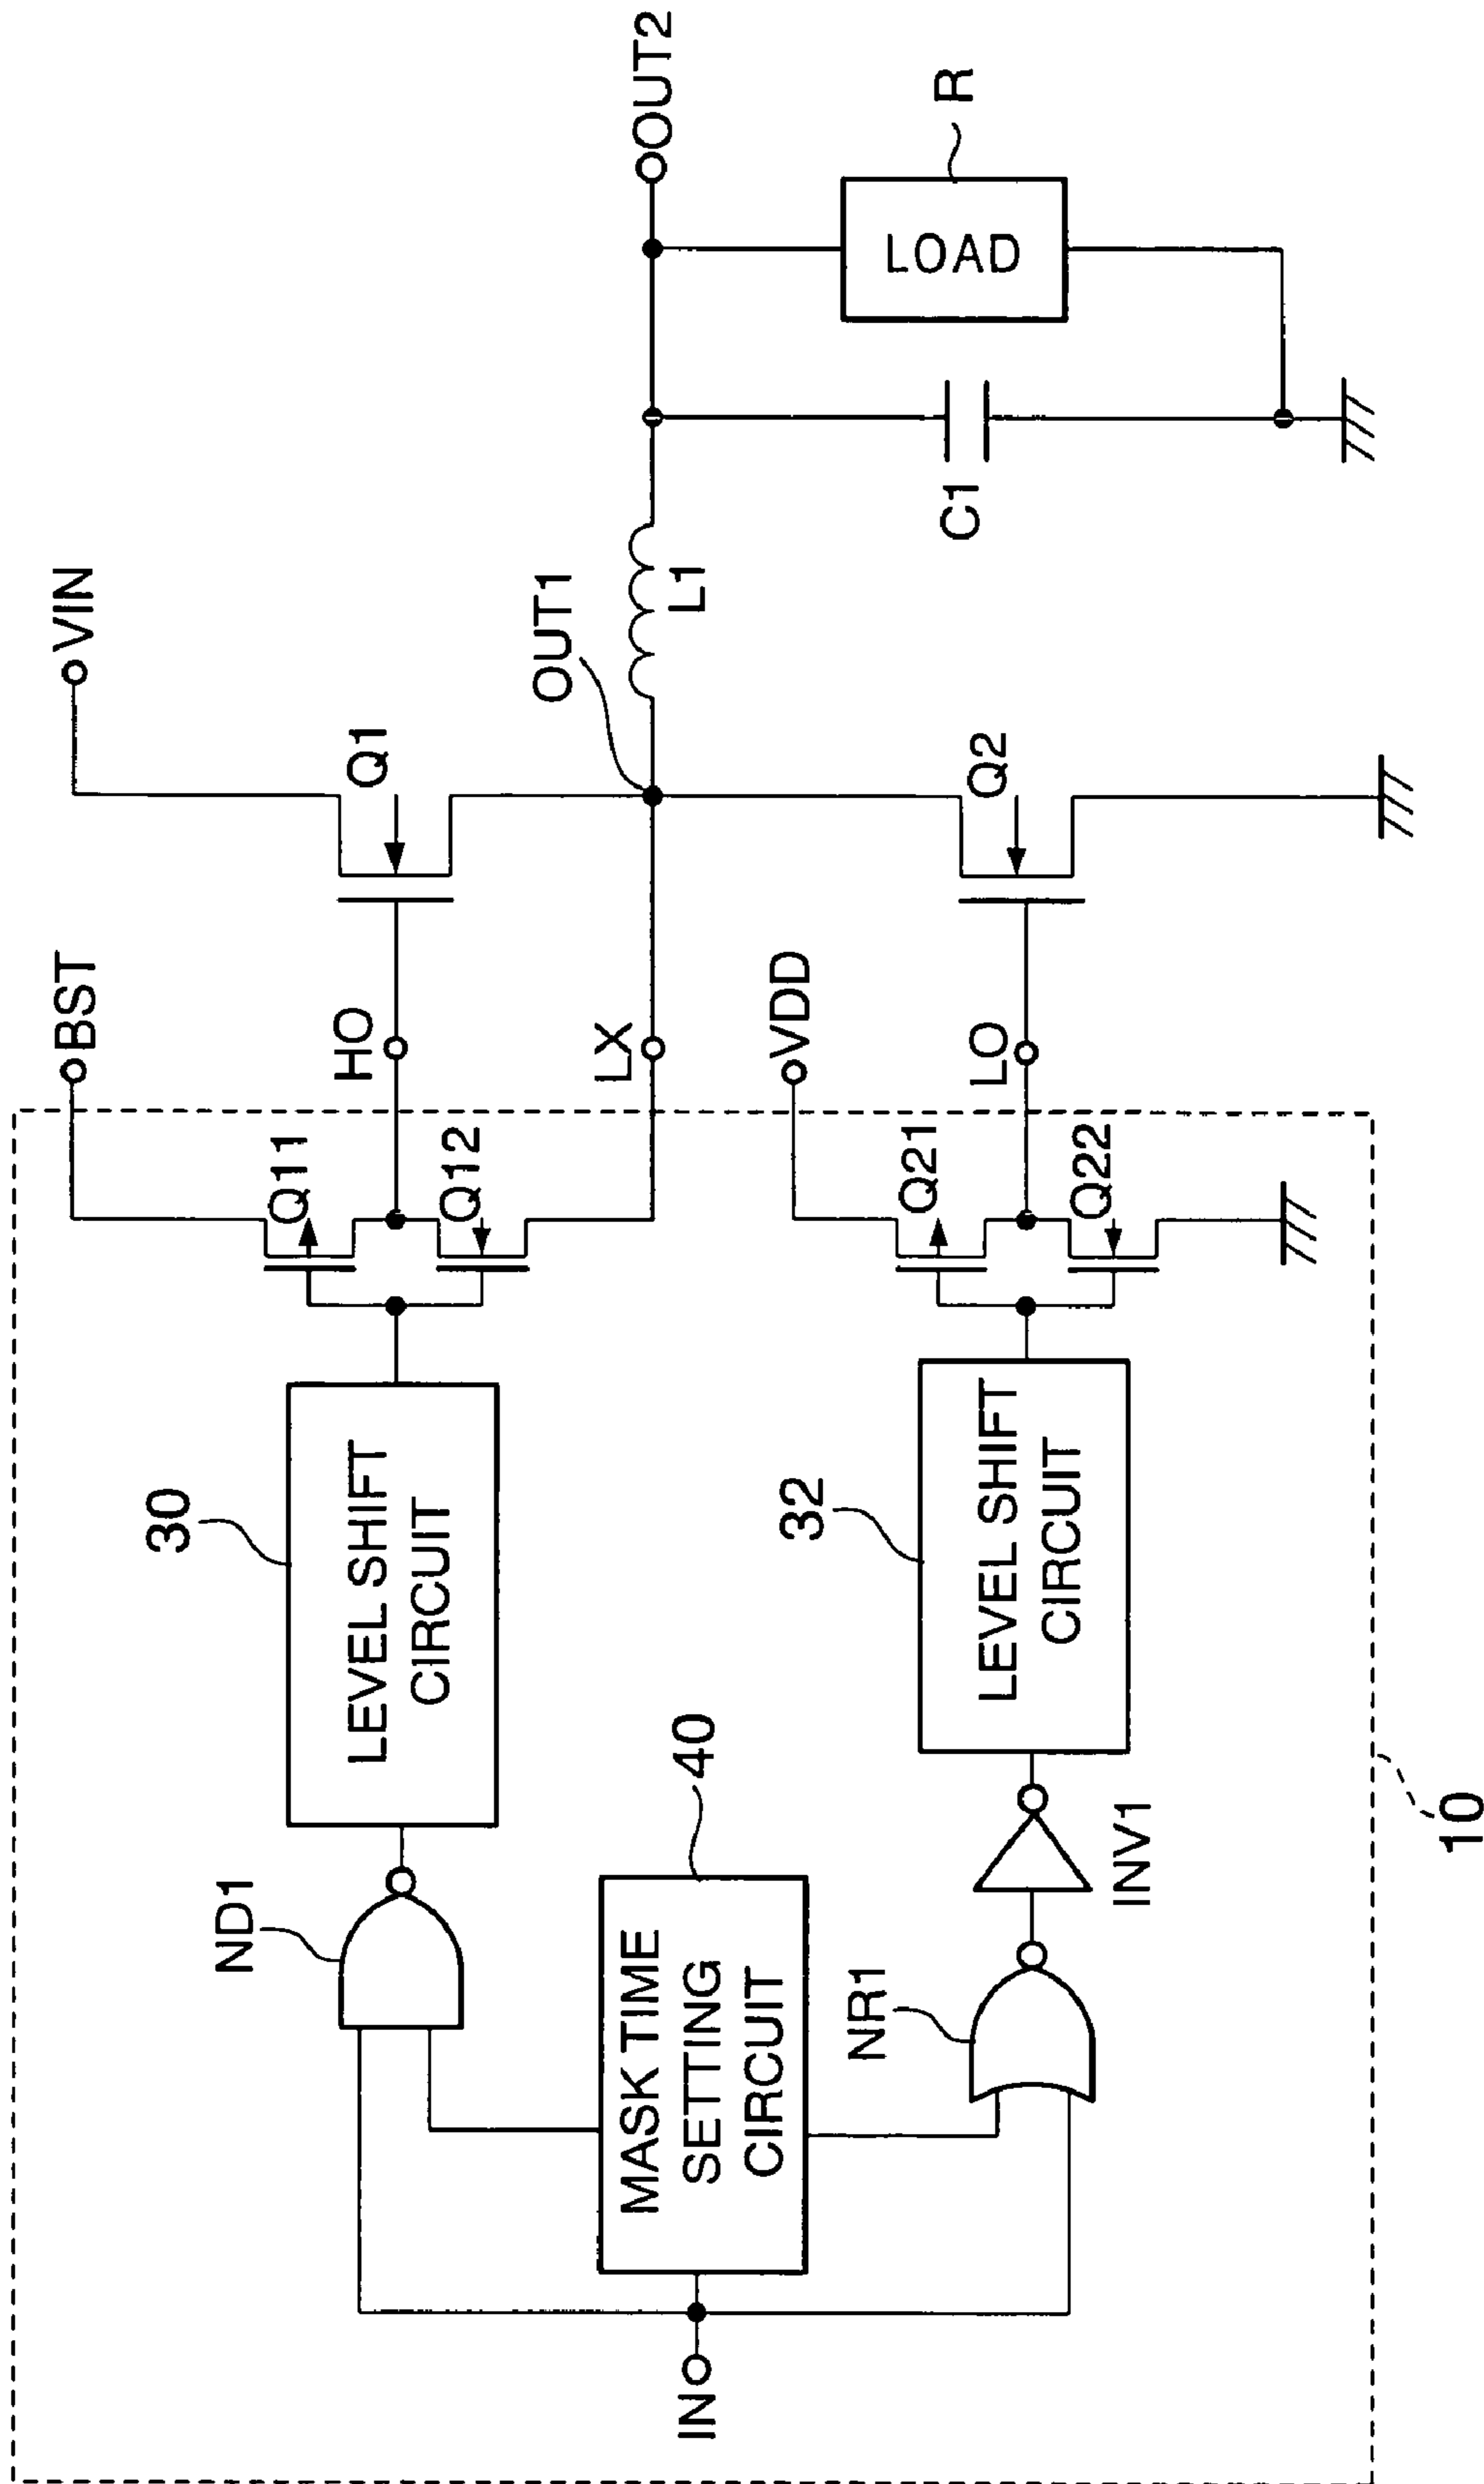 VIN
BST
Q1
HO
Q11
Q12
30
LEVEL SHIFT
CIRCUIT
ND1
OUT1
OUT2
L1
LX
IN
40
MASK TIME
SETTING
CIRCUIT
VDD
R
LOAD
C1
Q2
LO
Q21
Q22
32
LEVEL SHIFT
CIRCUIT
NR1
INV1
10